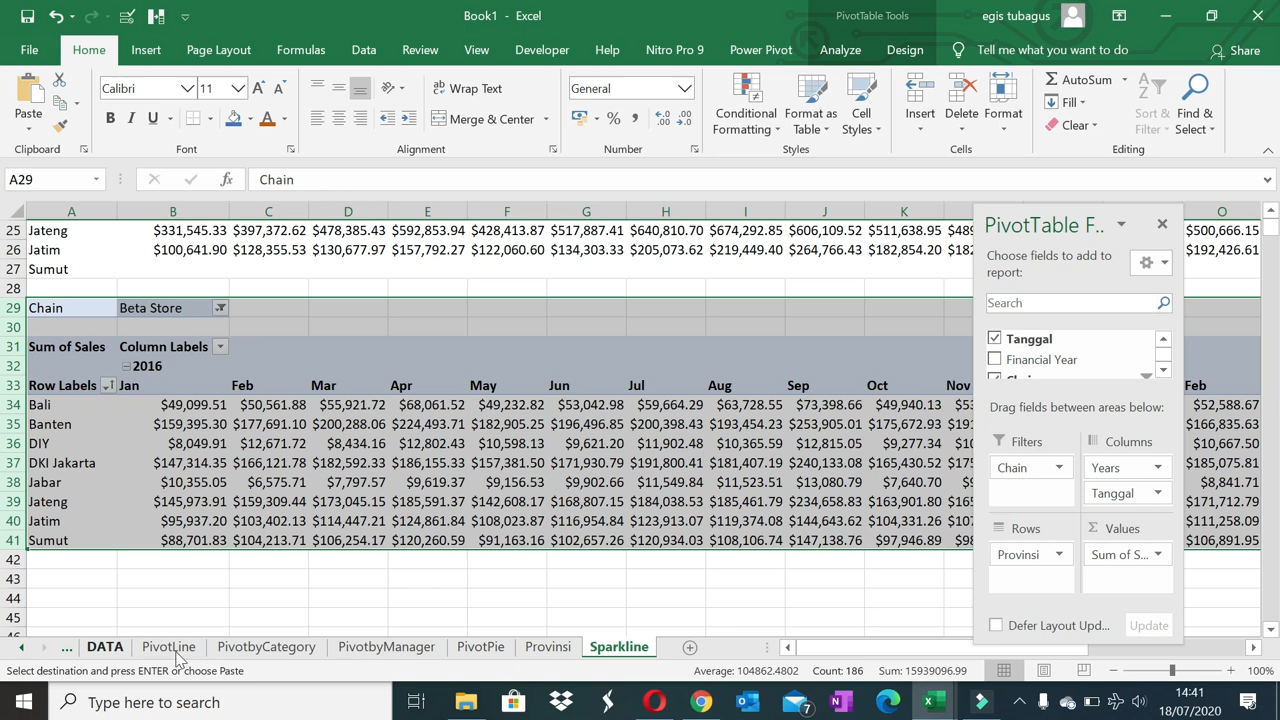 Book1 - Excel
PivotTable Tools
egis tubagus
File Home Insert Page Layout Formulas Data Review View Developer Help Nitro Pro 9 Power Pivot Analyze Design Tell me what you want to do Share
Paste
Calibri 11
B I U
Wrap Text
Merge & Center
General
Conditional Formatting
Format as Table
Cell Styles
Insert
Delete
Format
AutoSum
Fill
Clear
Sort & Filter
Find & Select
Clipboard Font Alignment Number Styles Cells Editing
A29 fx Chain
A B C D E F G H I J K O
25 Jateng $331,545.33 $397,372.62 $478,385.43 $592,853.94 $428,413.87 $517,887.41 $640,810.70 $674,292.85 $606,109.52 $511,638.95 $500,666.15
26 Jatim $100,641.90 $128,355.53 $130,677.97 $157,792.27 $122,060.60 $134,303.33 $205,073.62 $219,449.40 $264,766.43 $182,854.20 $192,426.61
27 Sumut
28
29 Chain Beta Store
30
31 Sum of Sales Column Labels
32 2016
33 Row Labels Jan Feb Mar Apr May Jun Jul Aug Sep Oct Nov Feb
34 Bali $49,099.51 $50,561.88 $55,921.72 $68,061.52 $49,232.82 $53,042.98 $59,664.29 $63,728.55 $73,398.66 $49,940.13 $52,588.67
35 Banten $159,395.30 $177,691.10 $200,288.06 $224,493.71 $182,905.25 $196,496.85 $200,398.43 $193,454.23 $253,905.01 $175,672.93 $166,835.63
36 DIY $8,049.91 $12,671.72 $8,434.16 $12,802.43 $10,598.13 $9,621.20 $11,902.48 $10,365.59 $12,815.05 $9,277.34 $10,667.50
37 DKI Jakarta $147,314.35 $166,121.78 $182,592.33 $186,155.33 $157,381.50 $171,930.79 $191,800.41 $181,407.19 $240,133.08 $165,430.52 $185,075.81
38 Jabar $10,355.05 $6,575.71 $7,797.57 $9,619.37 $9,156.53 $9,902.66 $11,549.84 $11,523.51 $13,080.79 $7,640.70 $8,841.71
39 Jateng $145,973.91 $159,309.44 $173,045.15 $185,591.37 $142,608.17 $168,807.15 $184,038.53 $185,461.79 $234,658.83 $163,901.80 $171,712.79
40 Jatim $95,937.20 $103,402.13 $114,447.21 $124,861.84 $108,023.87 $116,954.84 $123,913.07 $119,374.08 $144,643.62 $104,331.26 $111,258.09
41 Sumut $88,701.83 $104,213.71 $106,254.17 $120,260.59 $91,163.16 $102,657.26 $120,934.03 $108,106.74 $147,138.76 $97,946.89 $106,891.95
42
43
44
45
PivotTable F..
Choose fields to add to report:
Search
Tanggal
Financial Year
Drag fields between areas below:
Filters Columns
Chain Years
Tanggal
Rows Values
Provinsi Sum of S...
Defer Layout Upd... Update
... DATA PivotLine PivotbyCategory PivotbyManager PivotPie Provinsi Sparkline
Select destination and press ENTER or choose Paste Average: 104862.4802 Count: 186 Sum: 15939096.99 100%
Type here to search
7
14:41
18/07/2020